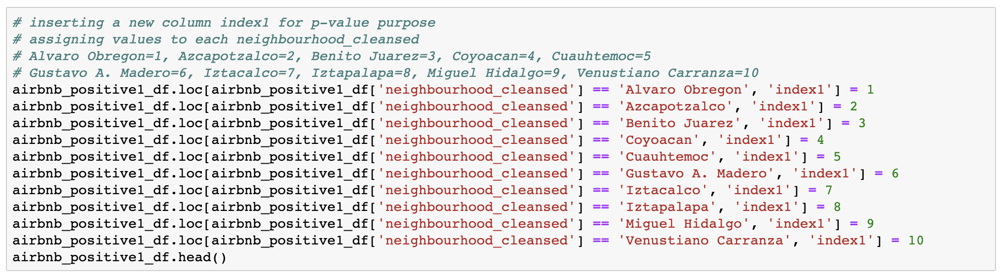 # inserting a new column index1 for p-value purpose
# assigning values to each neighbourhood_cleansed
# Alvaro Obregon=1, Azcapotzalco=2, Benito Juarez=3, Coyoacan=4, Cuauhtemoc=5
# Gustavo A. Madero=6, Iztacalco=7, Iztapalapa=8, Miguel Hidalgo=9, Venustiano Carranza=10
airbnb_positive1_df.loc[airbnb_positive1_df['neighbourhood_cleansed'] == 'Alvaro Obregon', 'index1'] = 1
airbnb_positive1_df.loc[airbnb_positive1_df['neighbourhood_cleansed'] == 'Azcapotzalco', 'index1'] = 2
airbnb_positive1_df.loc[airbnb_positive1_df['neighbourhood_cleansed'] == 'Benito Juarez', 'index1'] = 3
airbnb_positive1_df.loc[airbnb_positive1_df['neighbourhood_cleansed'] == 'Coyoacan', 'index1'] = 4
airbnb_positive1_df.loc[airbnb_positive1_df['neighbourhood_cleansed'] == 'Cuauhtemoc', 'index1'] = 5
airbnb_positive1_df.loc[airbnb_positive1_df['neighbourhood_cleansed'] == 'Gustavo A. Madero', 'index1'] = 6
airbnb_positive1_df.loc[airbnb_positive1_df['neighbourhood_cleansed'] == 'Iztacalco', 'index1'] = 7
airbnb_positive1_df.loc[airbnb_positive1_df['neighbourhood_cleansed'] == 'Iztapalapa', 'index1'] = 8
airbnb_positive1_df.loc[airbnb_positive1_df['neighbourhood_cleansed'] == 'Miguel Hidalgo', 'index1'] = 9
airbnb_positive1_df.loc[airbnb_positive1_df['neighbourhood_cleansed'] == 'Venustiano Carranza', 'index1'] = 10
airbnb_positive1_df.head()